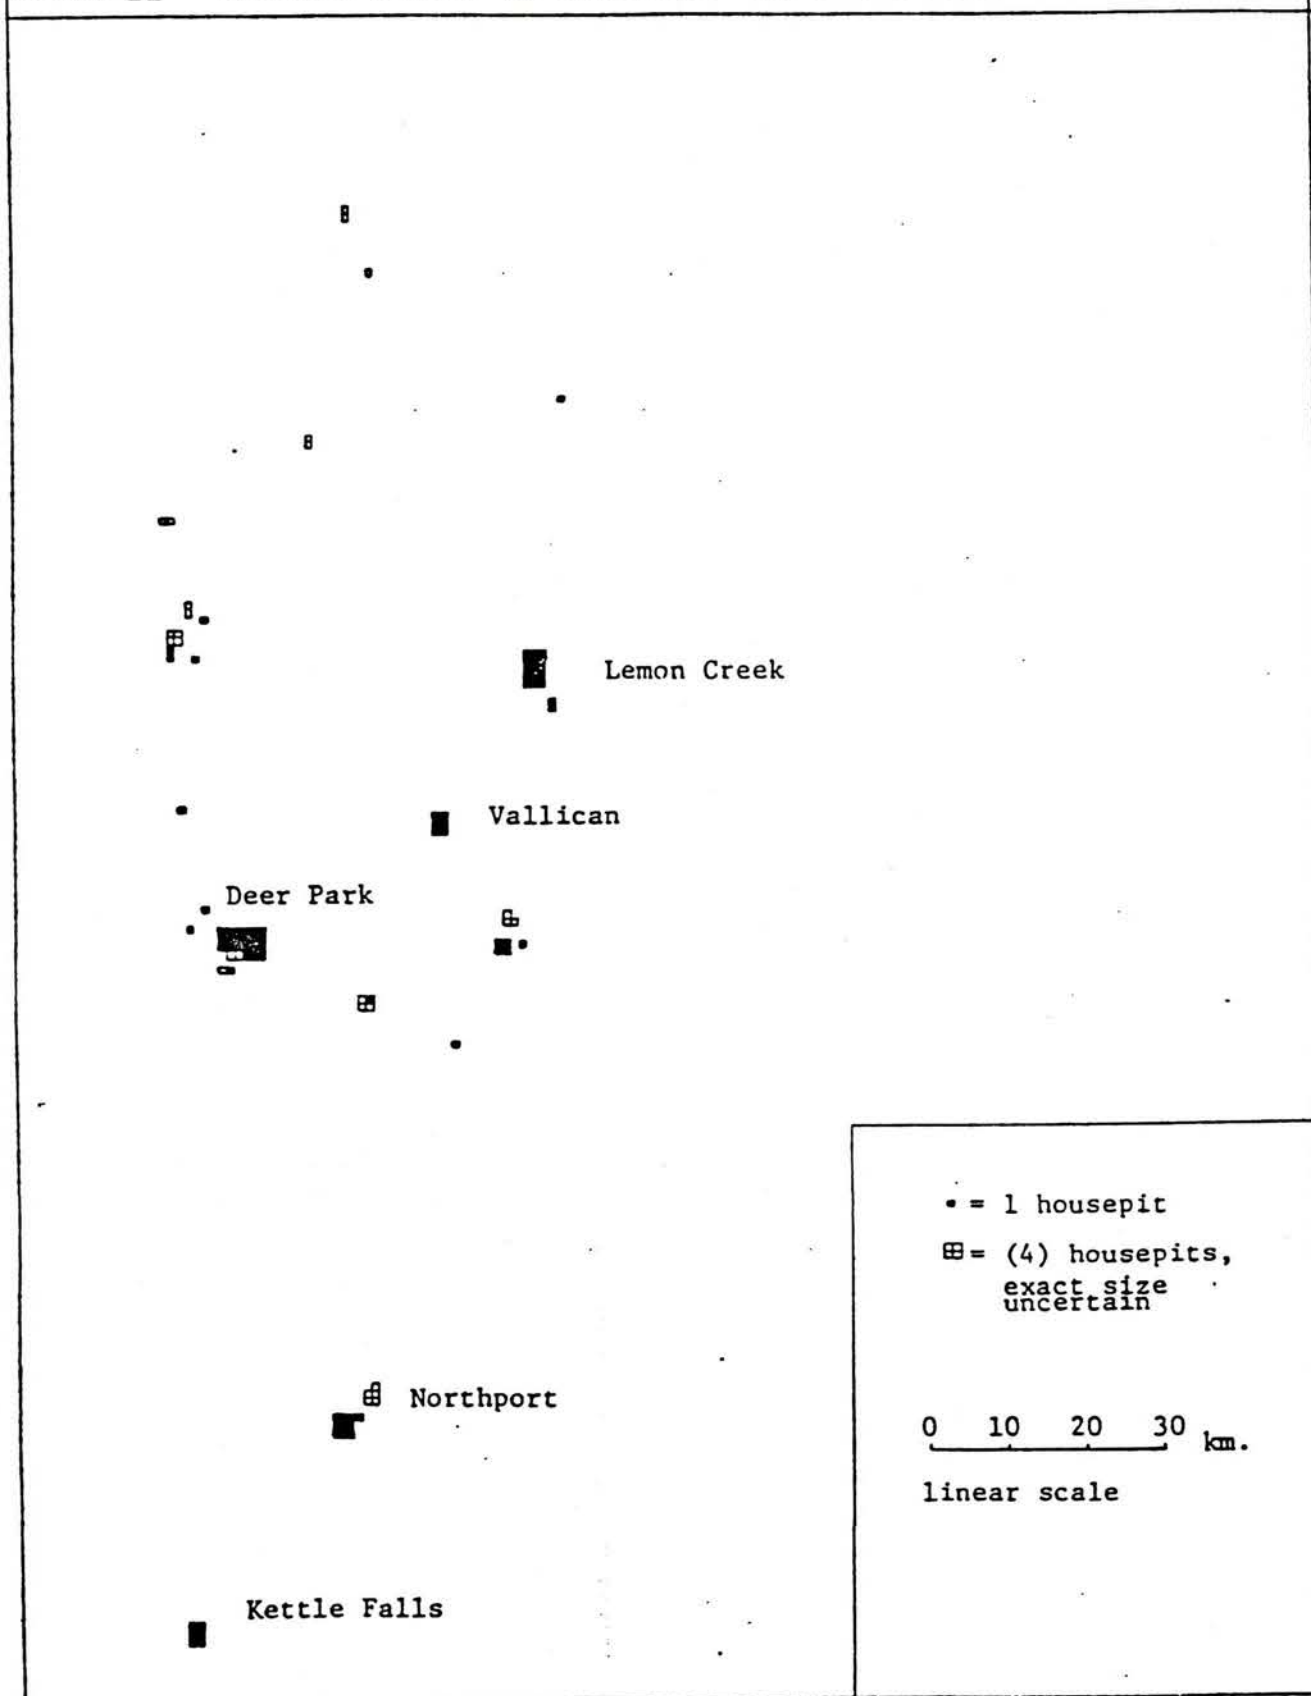 Lemon Creek
Vallican
Deer Park
= 1 housepit
= (4) housepits,
exact size
uncertain
Northport
0 10 20 30 km.
linear scale
Kettle Falls